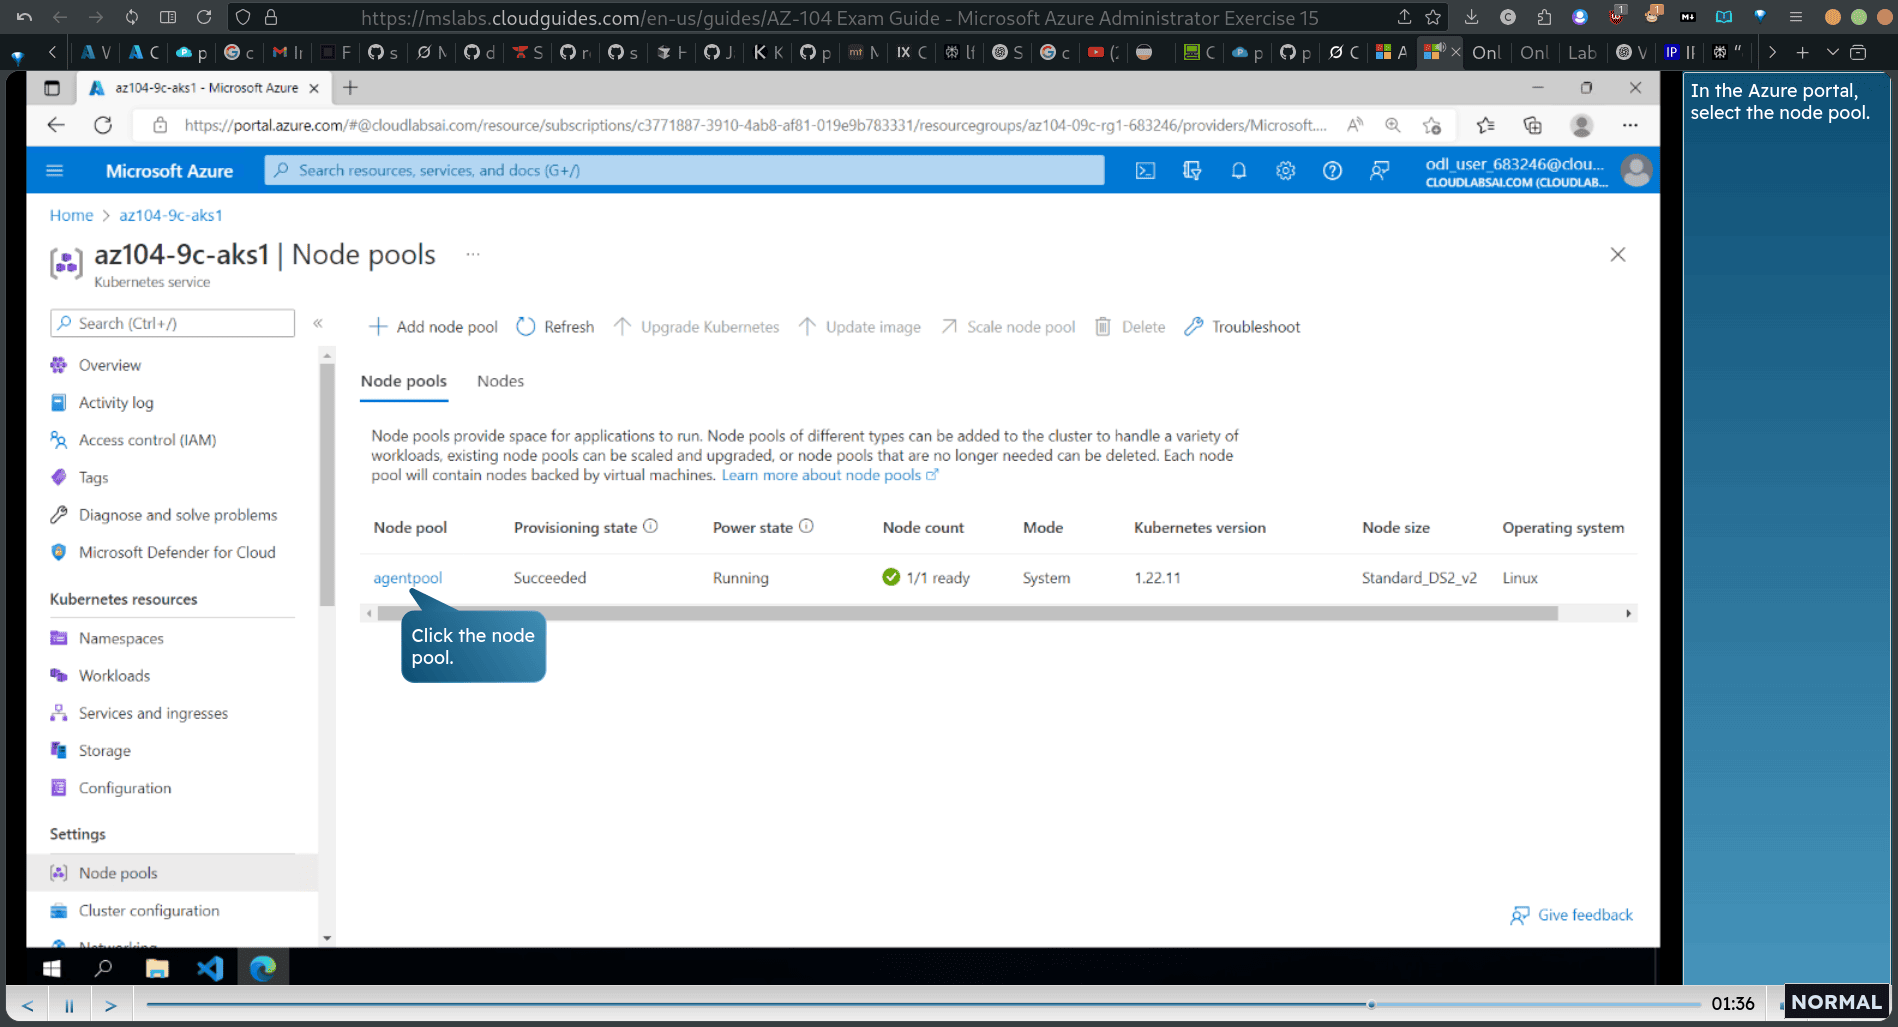 https://mslabs.cloudguides.com/en-us/guides/AZ-104 Exam Guide - Microsoft Azure Administrator Exercise 15
Onl
Onl
Lab
az104-9c-aks1 - Microsoft Azure
https://portal.azure.com/#@cloudlabsai.com/resource/subscriptions/c3771887-3910-4ab8-af81-019e9b783331/resourcegroups/az104-09c-rg1-683246/providers/Microsoft....
Microsoft Azure
Search resources, services, and docs (G+/)
odl_user_683246@clou...
CLOUDLABSAI.COM (CLOUDLAB...
Home > az104-9c-aks1
az104-9c-aks1 | Node pools ...
Kubernetes service
Search (Ctrl+/)
«
Overview
Activity log
Access control (IAM)
Tags
Diagnose and solve problems
Microsoft Defender for Cloud
Kubernetes resources
Namespaces
Workloads
Services and ingresses
Storage
Configuration
Settings
Node pools
Cluster configuration
Networking
Add node pool Refresh Upgrade Kubernetes Update image Scale node pool Delete Troubleshoot
Node pools Nodes
Node pools provide space for applications to run. Node pools of different types can be added to the cluster to handle a variety of
workloads, existing node pools can be scaled and upgraded, or node pools that are no longer needed can be deleted. Each node
pool will contain nodes backed by virtual machines. Learn more about node pools
Node pool Provisioning state Power state Node count Mode Kubernetes version Node size Operating system
agentpool Succeeded Running 1/1 ready System 1.22.11 Standard_DS2_v2 Linux
Click the node
pool.
Give feedback
In the Azure portal,
select the node pool.
01:36
NORMAL